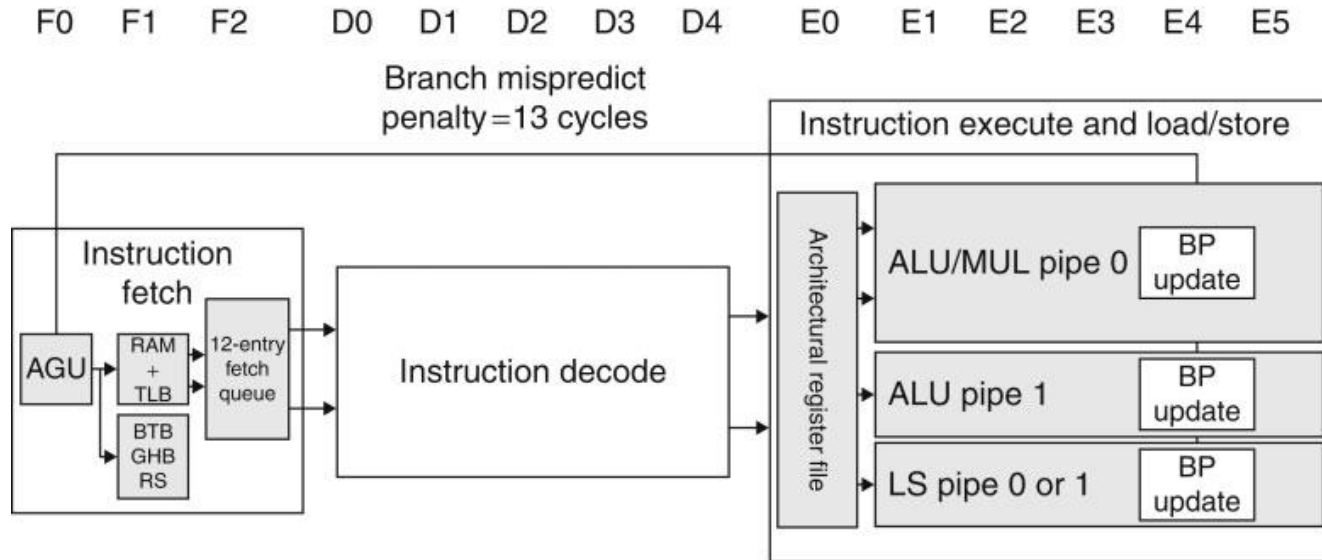 F0 F1 F2 D0 D1 D2 D3 D4 E0 E1 E2 E3 E4 E5
Branch mispredict
penalty=13 cycles
Instruction execute and load/store
Instruction
fetch
AGU
RAM
+
TLB
BTB
GHB
RS
12-entry
fetch
queue
Instruction decode
Architectural register file
ALU/MUL pipe 0
BP
update
ALU pipe 1
BP
update
LS pipe 0 or 1
BP
update